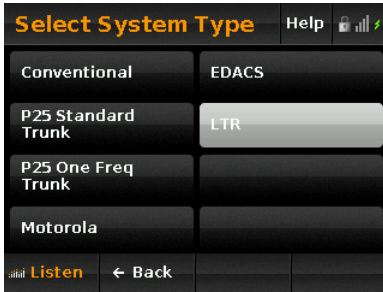 Select System Type
Help
Conventional
EDACS
P25 Standard
Trunk
LTR
P25 One Freq
Trunk
Motorola
Listen
← Back